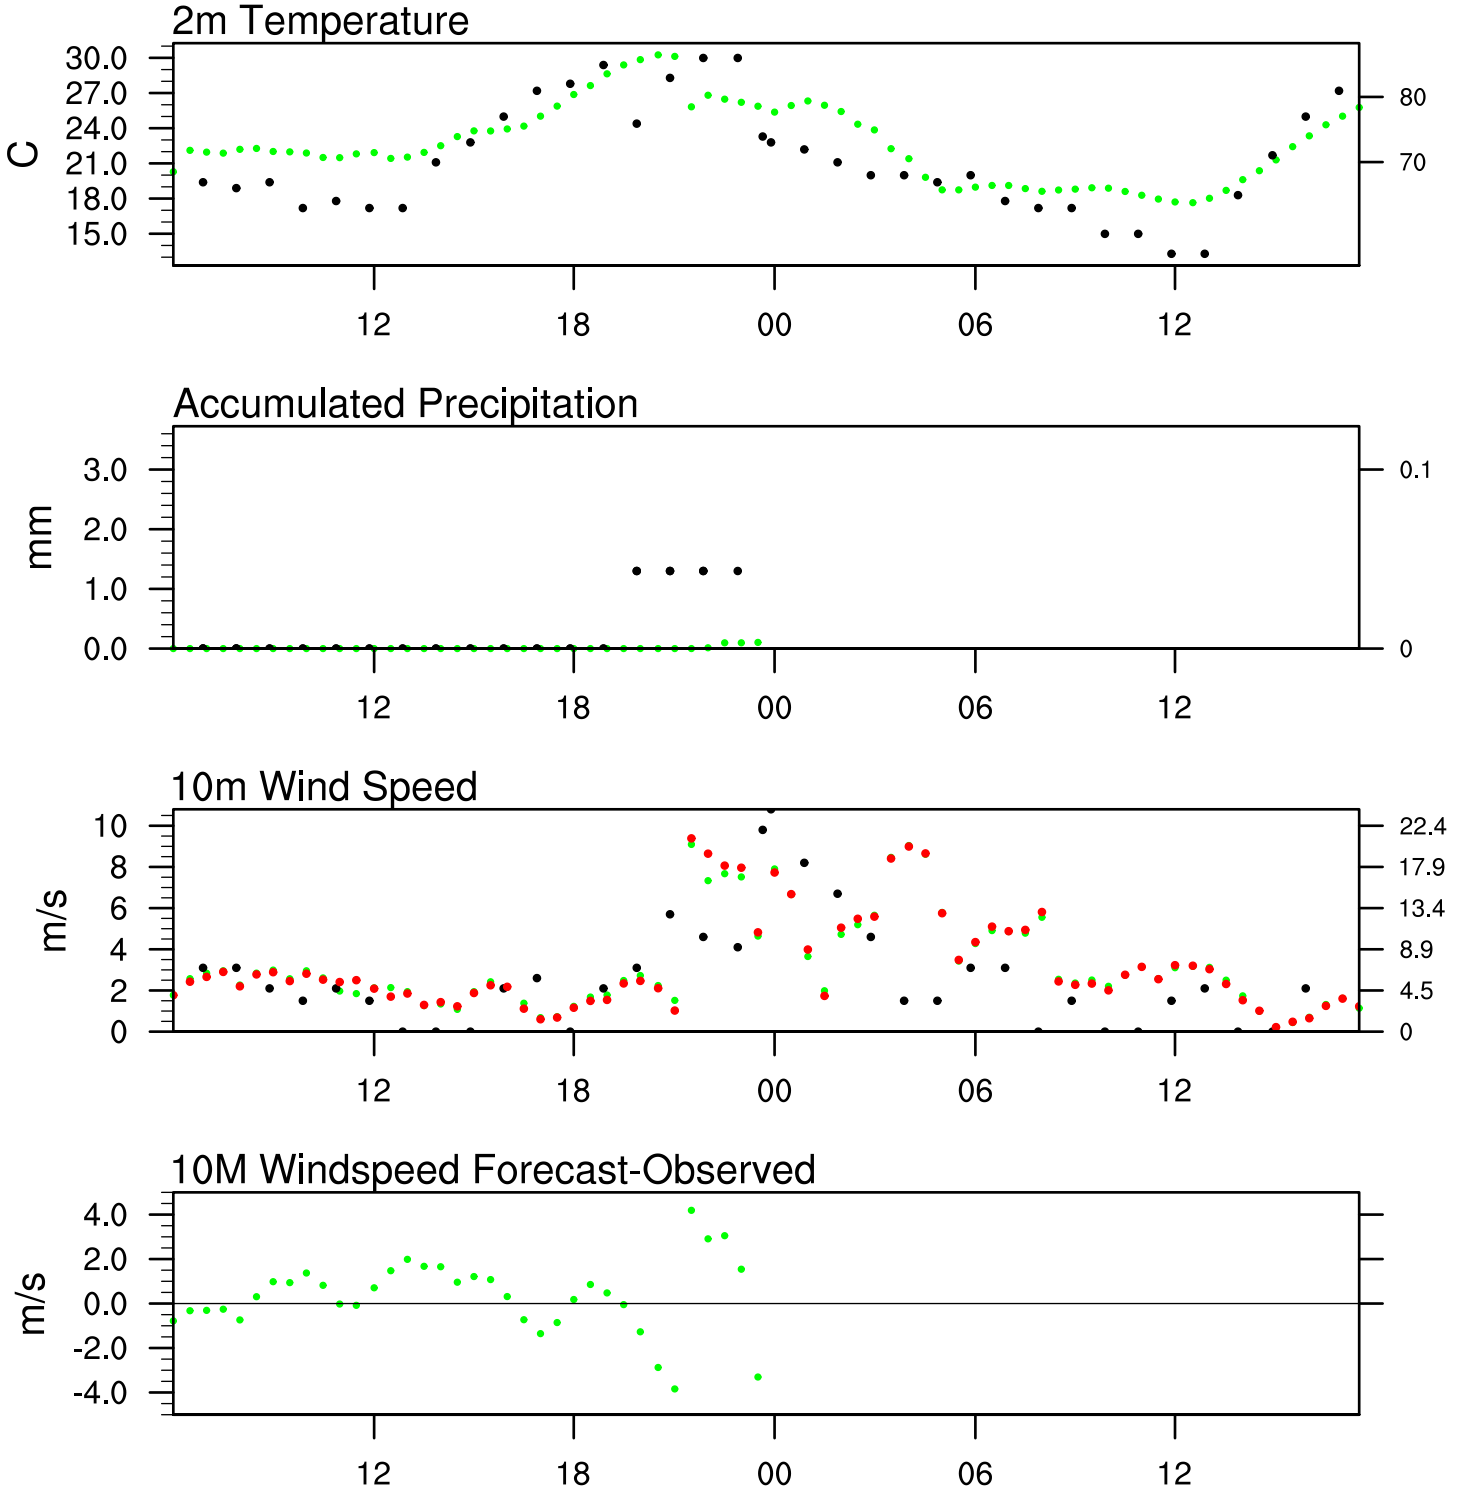 2m Temperature
30.0
27.0
24.0
21.0
18.0
15.0
C
80
70
12 18 00 06 12
Accumulated Precipitation
3.0
2.0
1.0
0.0
mm
0.1
0
12 18 00 06 12
10m Wind Speed
10
8
6
4
2
0
m/s
22.4
17.9
13.4
8.9
4.5
0
12 18 00 06 12
10M Windspeed Forecast-Observed
4.0
2.0
0.0
-2.0
-4.0
m/s
12 18 00 06 12